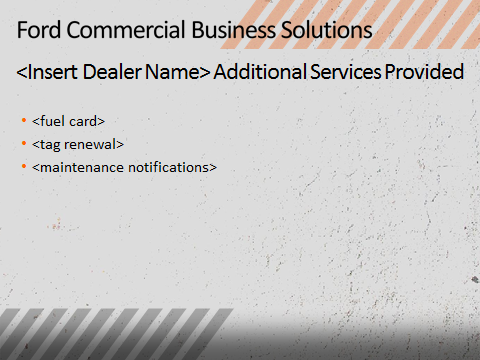 Ford Commercial Business Solutions
<Insert Dealer Name> Additional Services Provided
• <fuel card>
• <tag renewal>
• <maintenance notifications>